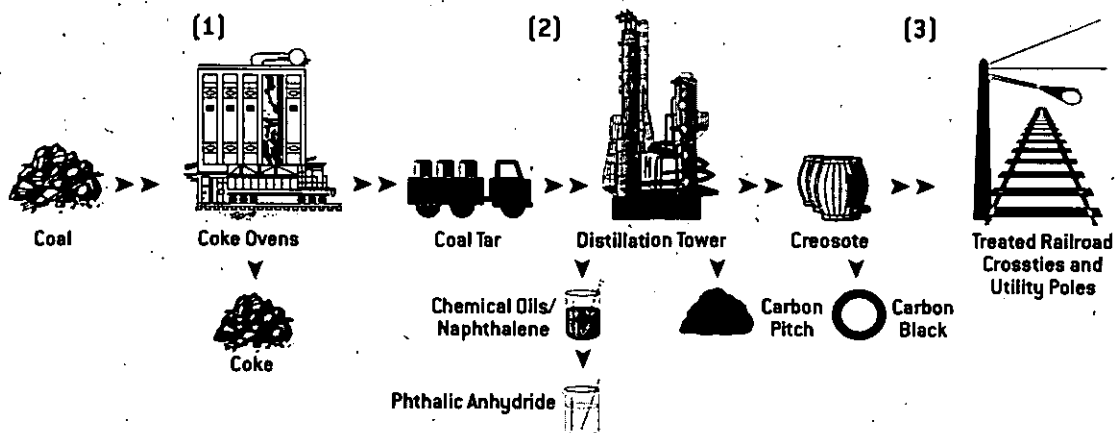 (1)
(2)
(3)
Coal
Coke Ovens
Coal Tar
Distillation Tower
Creosote
Treated Railroad
Crossties and
Utility Poles
Coke
Chemical Oils/
Naphthalene
Carbon
Pitch
Carbon
Black
Phthalic Anhydride